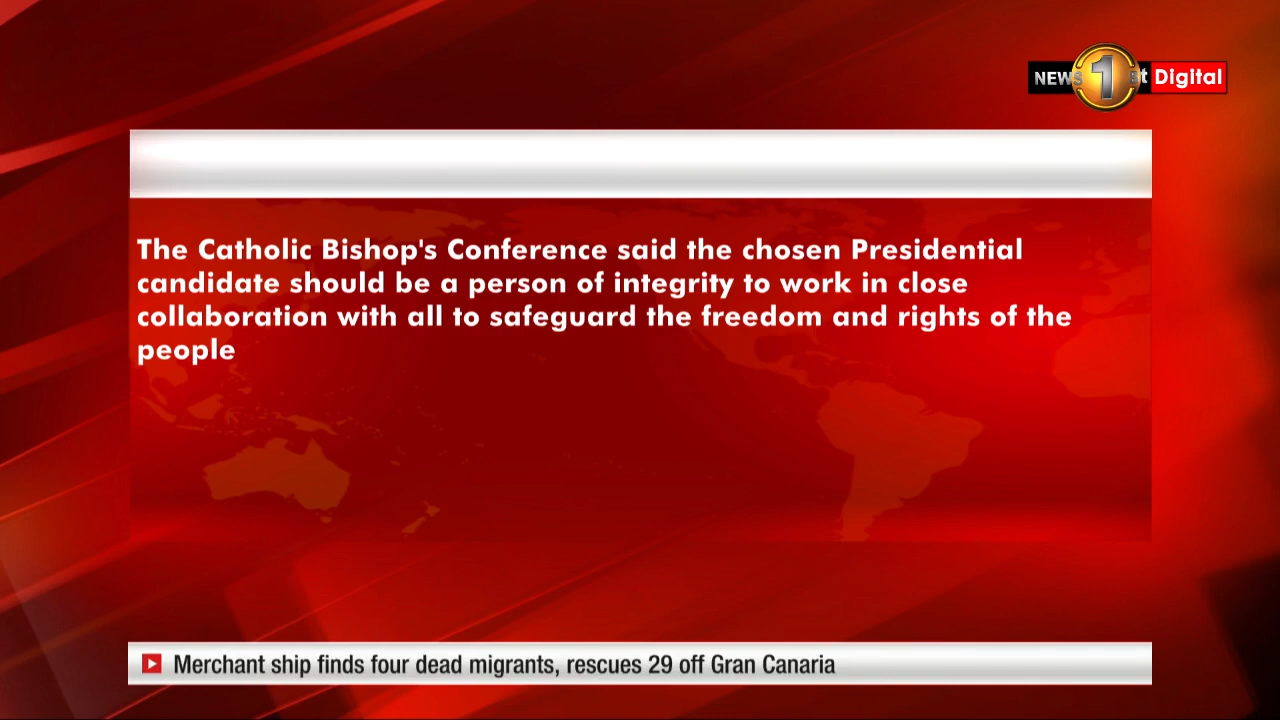 NEWS 1st Digital
The Catholic Bishop's Conference said the chosen Presidential
candidate should be a person of integrity to work in close
collaboration with all to safeguard the freedom and rights of the
people
Merchant ship finds four dead migrants, rescues 29 off Gran Canaria